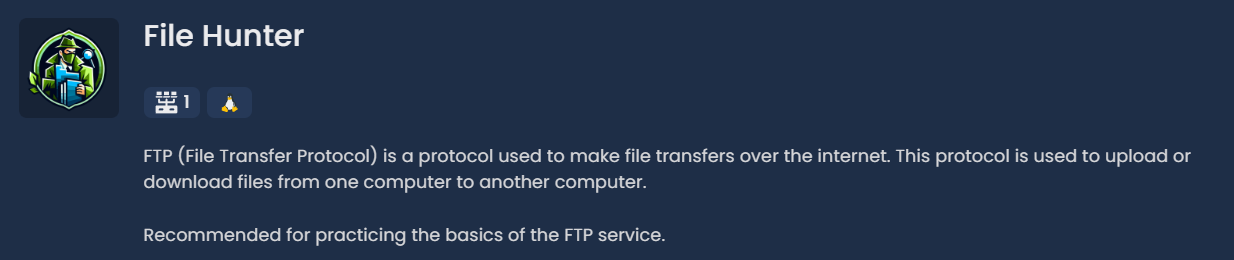 File Hunter
1
FTP (File Transfer Protocol) is a protocol used to make file transfers over the internet. This protocol is used to upload or
download files from one computer to another computer.
Recommended for practicing the basics of the FTP service.